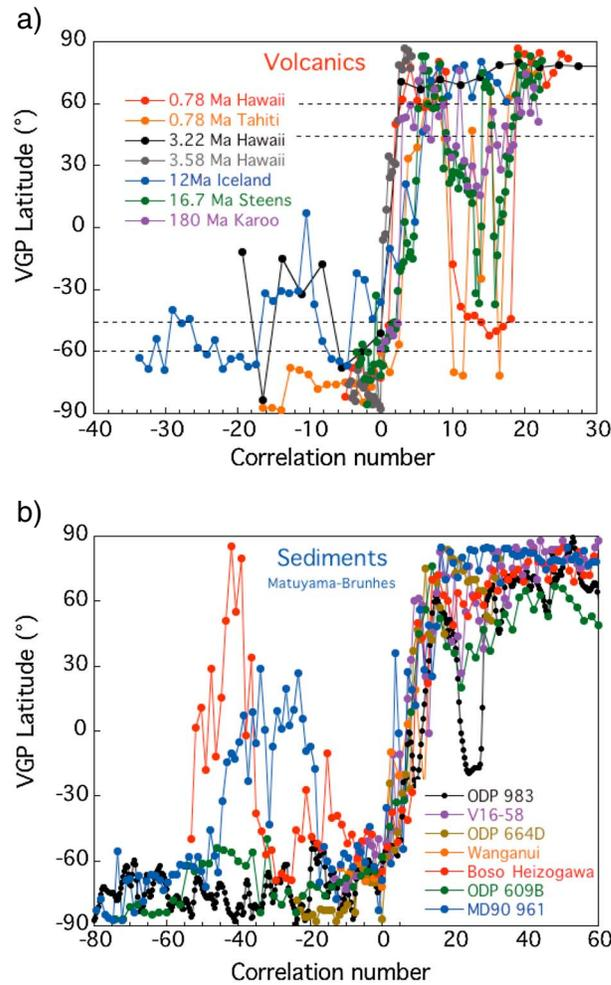 a)
90
60
30
0
-30
-60
-90
VGP Latitude (°)
Volcanics
0.78 Ma Hawaii
0.78 Ma Tahiti
3.22 Ma Hawaii
3.58 Ma Hawaii
12Ma Iceland
16.7 Ma Steens
180 Ma Karoo
-40 -30 -20 -10 0 10 20 30
Correlation number
b)
90
60
30
0
-30
-60
-90
VGP Latitude (°)
Sediments
Matuyama-Brunhes
ODP 983
V16-58
ODP 664D
Wanganui
Boso Heizogawa
ODP 609B
MD90 961
-80 -60 -40 -20 0 20 40 60
Correlation number